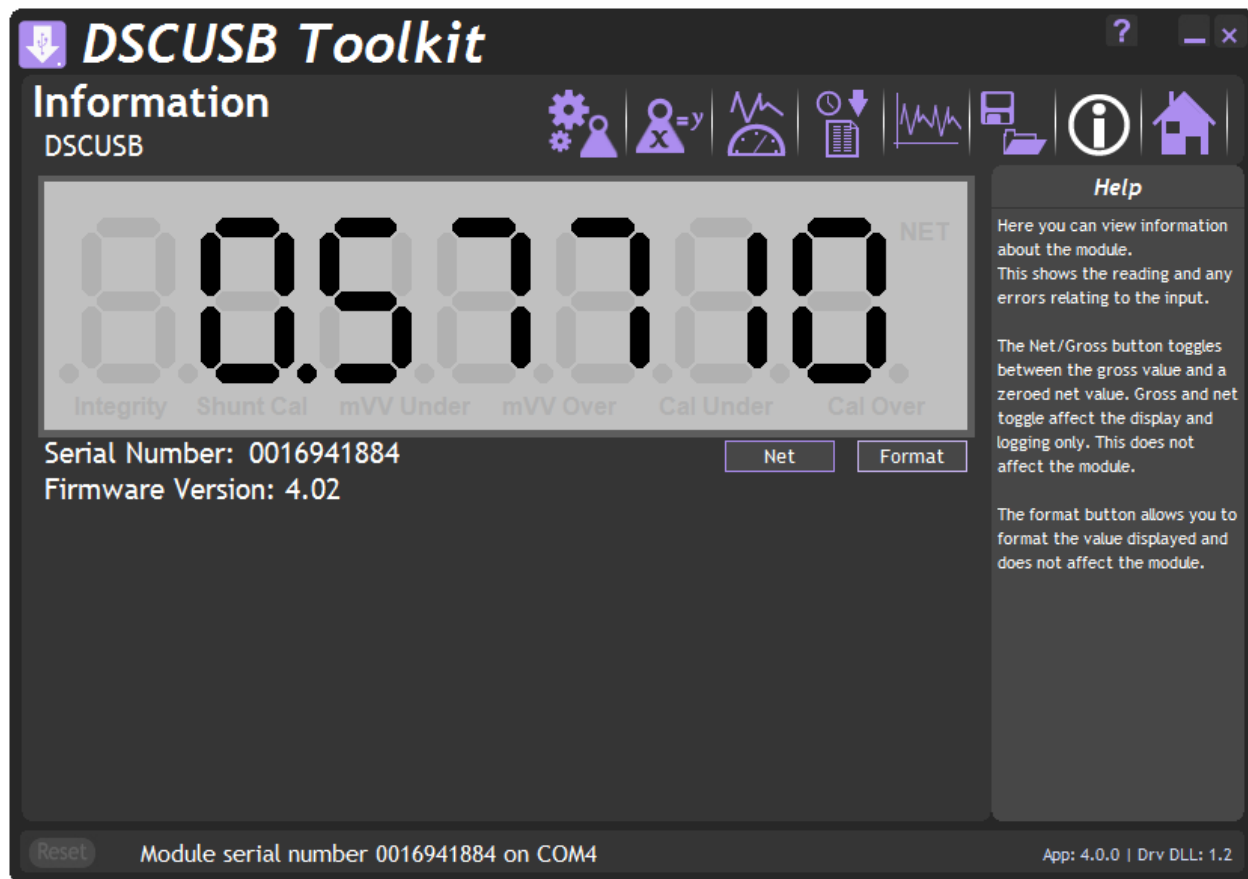 DSCUSB Toolkit
?
Information
DSCUSB
x =y
0.57710
NET
Integrity Shunt Cal mVV Under mVV Over Cal Under Cal Over
Serial Number: 0016941884
Net Format
Firmware Version: 4.02
Help
Here you can view information
about the module.
This shows the reading and any
errors relating to the input.
The Net/Gross button toggles
between the gross value and a
zeroed net value. Gross and net
toggle affect the display and
logging only. This does not
affect the module.
The format button allows you to
format the value displayed and
does not affect the module.
Reset Module serial number 0016941884 on COM4
App: 4.0.0 | Drv DLL: 1.2